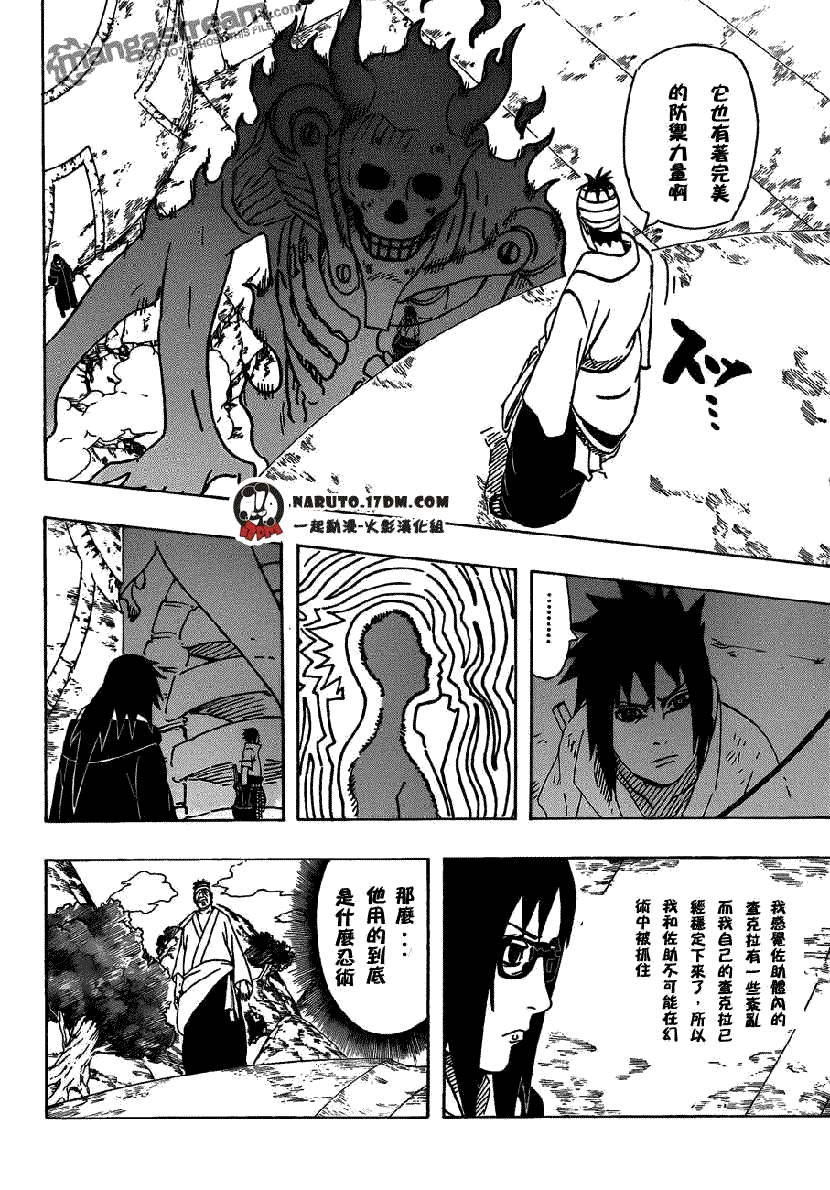 mangastream.com
它也有著完美
的防禦力量啊
スッ
…
NARUTO.17DM.COM
一起動漫-火影漢化組
17DM
………
我感覺佐助體內的
查克拉有一些紊亂
而我自己的查克拉已
經穩定下來了，所以
我和佐助不可能在幻
術中被抓住
那麼…
他用的到底
是什麼忍術